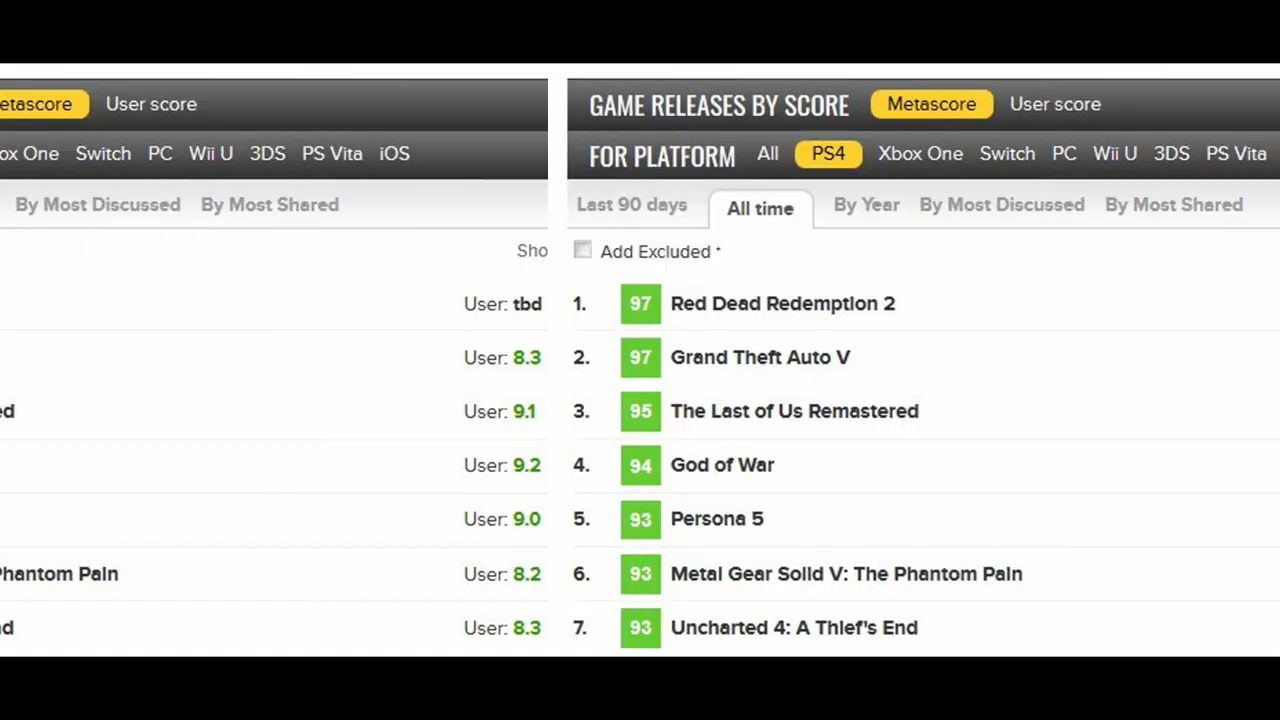 etascore User score
ox One Switch PC Wii U 3DS PS Vita iOS
By Most Discussed By Most Shared
Sho
User: tbd
User: 8.3
ed User: 9.1
User: 9.2
User: 9.0
Phantom Pain User: 8.2
nd User: 8.3
GAME RELEASES BY SCORE Metascore User score
FOR PLATFORM All PS4 Xbox One Switch PC Wii U 3DS PS Vita
Last 90 days All time By Year By Most Discussed By Most Shared
Add Excluded *
1. 97 Red Dead Redemption 2
2. 97 Grand Theft Auto V
3. 95 The Last of Us Remastered
4. 94 God of War
5. 93 Persona 5
6. 93 Metal Gear Solid V: The Phantom Pain
7. 93 Uncharted 4: A Thief's End